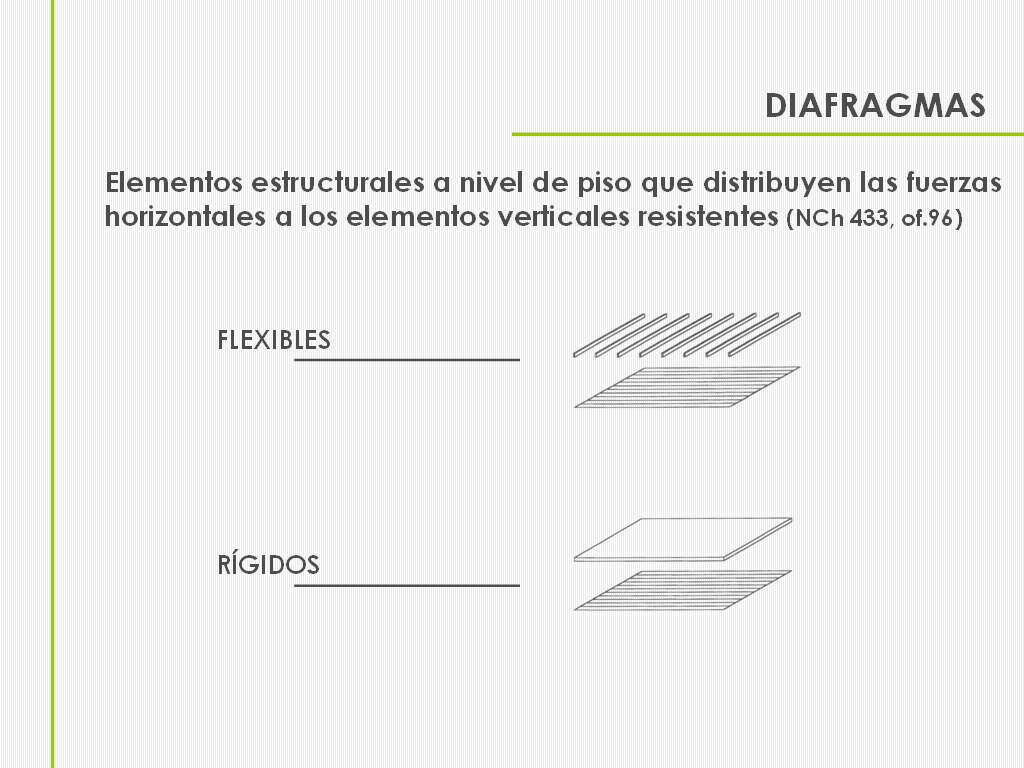 DIAFRAGMAS
Elementos estructurales a nivel de piso que distribuyen las fuerzas
horizontales a los elementos verticales resistentes (NCh 433, of.96)
FLEXIBLES
RÍGIDOS